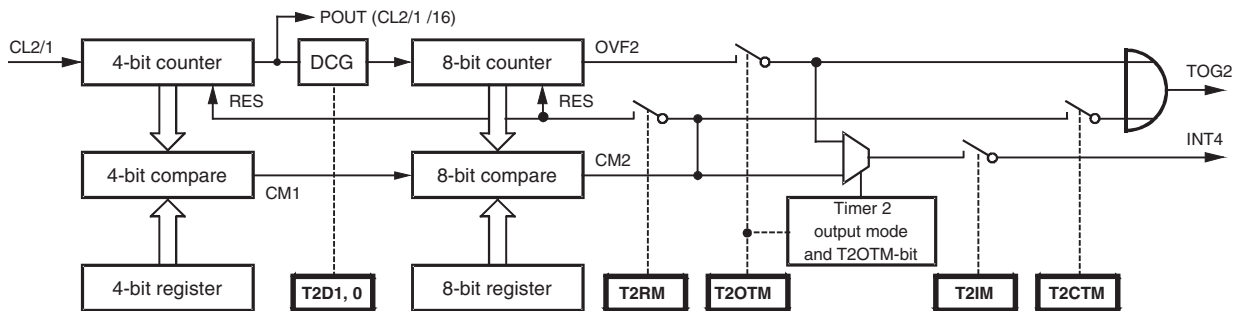 POUT (CL2/1 /16)
CL2/1
4-bit counter
DCG
8-bit counter
OVF2
TOG2
RES
RES
INT4
4-bit compare
CM1
8-bit compare
CM2
Timer 2
output mode
and T2OTM-bit
4-bit register
T2D1, 0
8-bit register
T2RM
T2OTM
T2IM
T2CTM